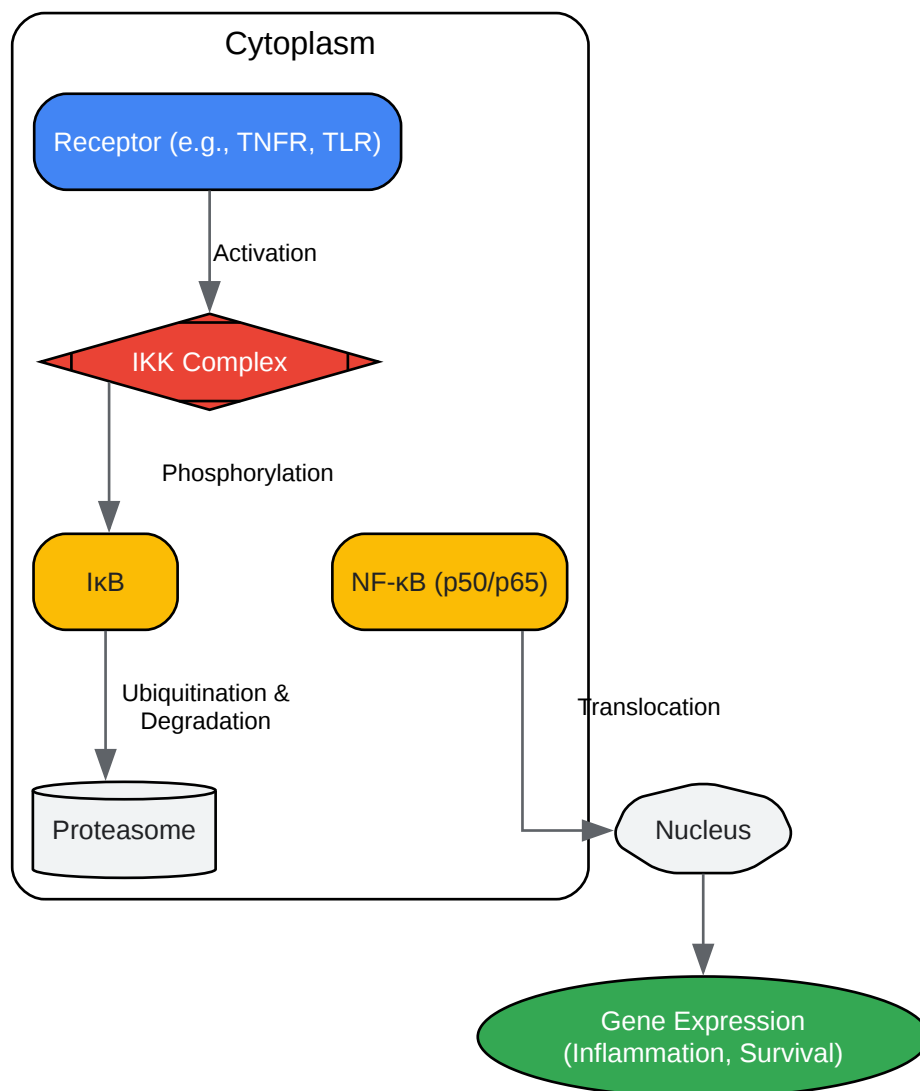 Cytoplasm
Receptor (e.g., TNFR, TLR)
Activation
IKK Complex
Phosphorylation
IκB
NF-κB (p50/p65)
Ubiquitination &
Degradation
Translocation
Proteasome
Nucleus
Gene Expression
(Inflammation, Survival)